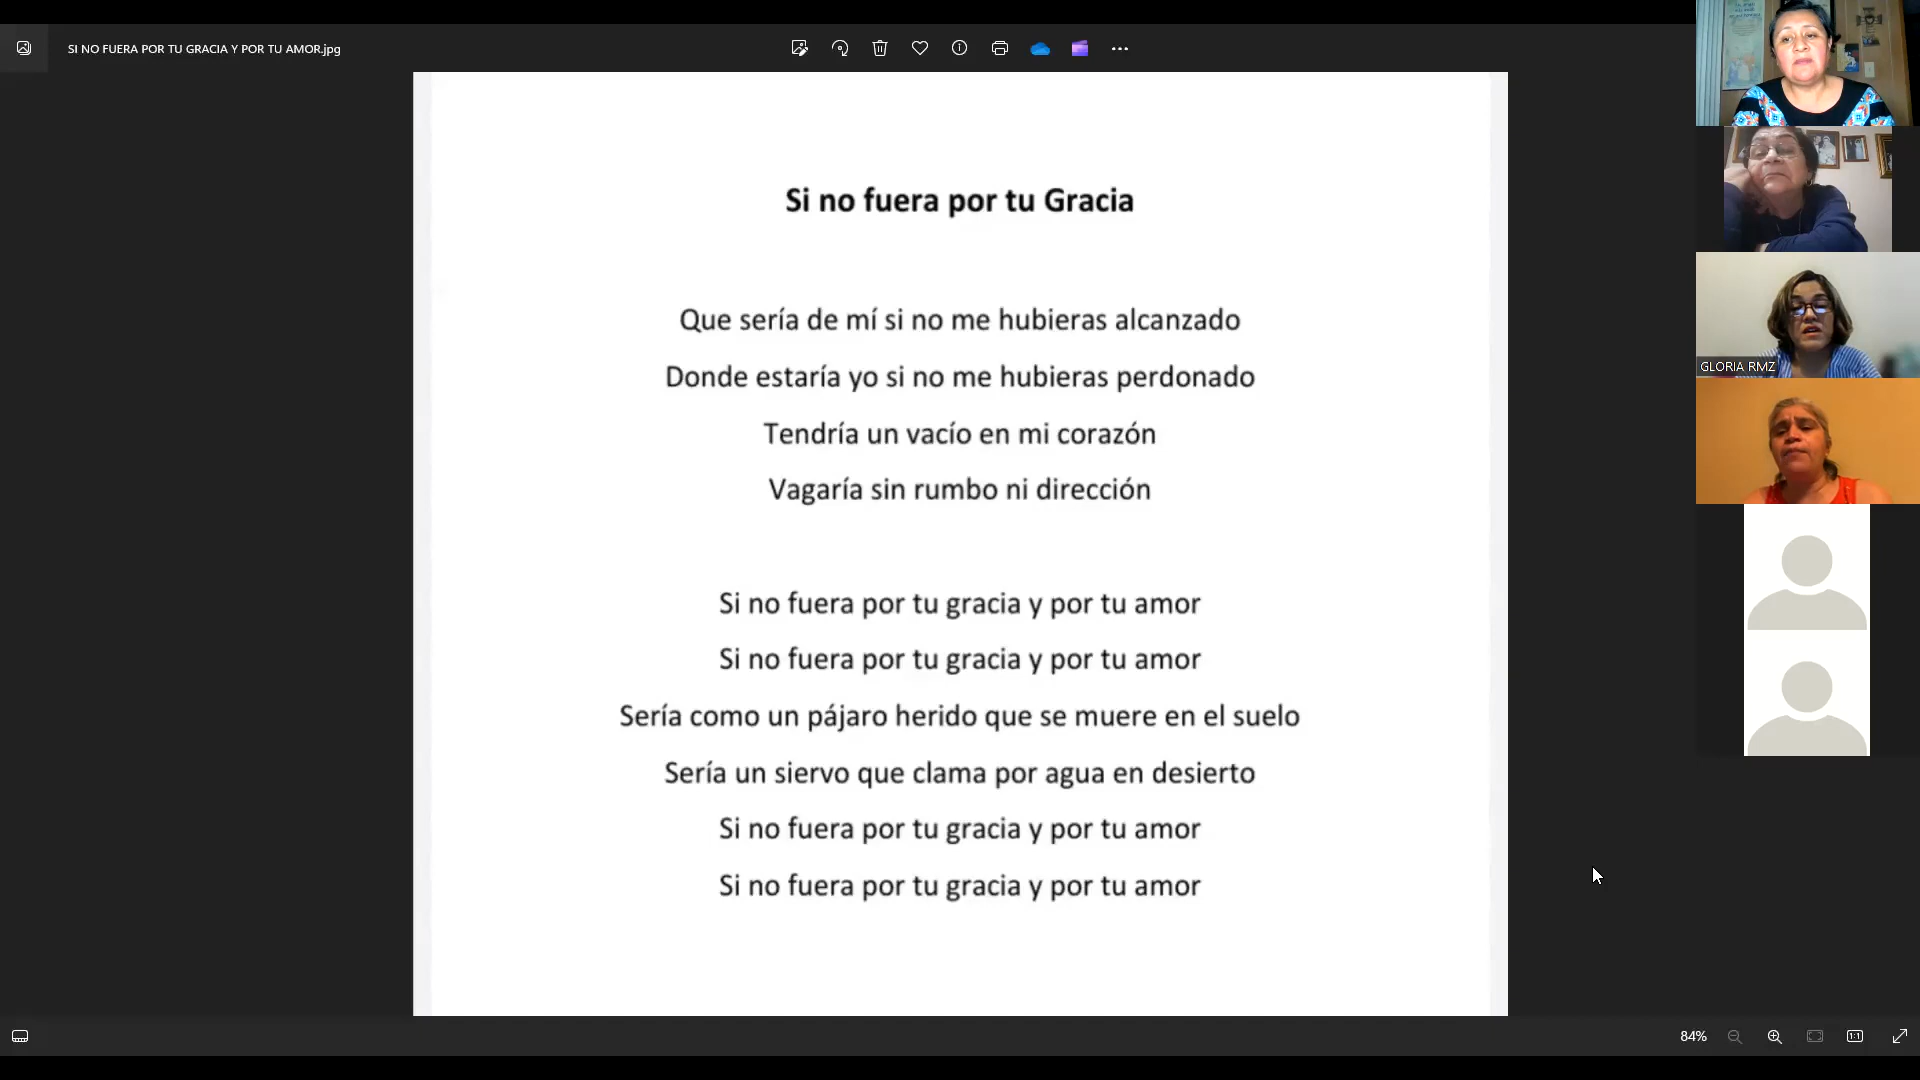 SI NO FUERA POR TU GRACIA Y POR TU AMOR.jpg
Si no fuera por tu Gracia
Que sería de mí si no me hubieras alcanzado
Donde estaría yo si no me hubieras perdonado
Tendría un vacío en mi corazón
Vagaría sin rumbo ni dirección
Si no fuera por tu gracia y por tu amor
Si no fuera por tu gracia y por tu amor
Sería como un pájaro herido que se muere en el suelo
Sería un siervo que clama por agua en desierto
Si no fuera por tu gracia y por tu amor
Si no fuera por tu gracia y por tu amor
GLORIA RMZ
84%
1:1